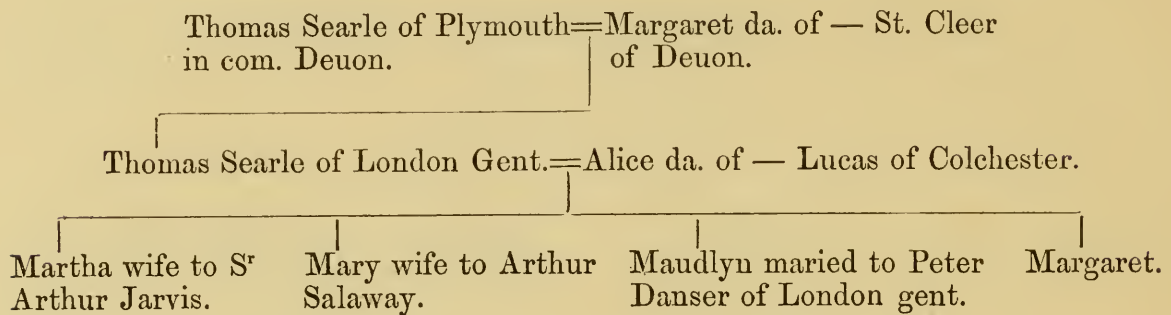 Thomas Searle of Plymouth=Margaret da. of — St. Cleer
in com. Deuon. of Deuon.
Thomas Searle of London Gent.=Alice da. of — Lucas of Colchester.
Martha wife to Sʳ Mary wife to Arthur Maudlyn maried to Peter Margaret.
Arthur Jarvis. Salaway. Danser of London gent.